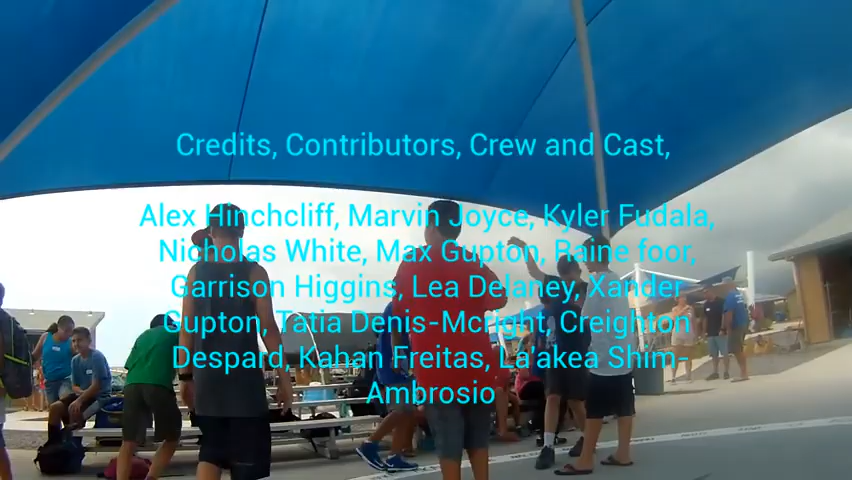 Credits, Contributors, Crew and Cast,
Alex Hinchcliff, Marvin Joyce, Kyler Fudala,
Nicholas White, Max Gupton, Raine foor,
Garrison Higgins, Lea Delaney, Xander
Gupton, Tatia Denis-Mcright, Creighton
Despard, Kahan Freitas, La'akea Shim-
Ambrosio